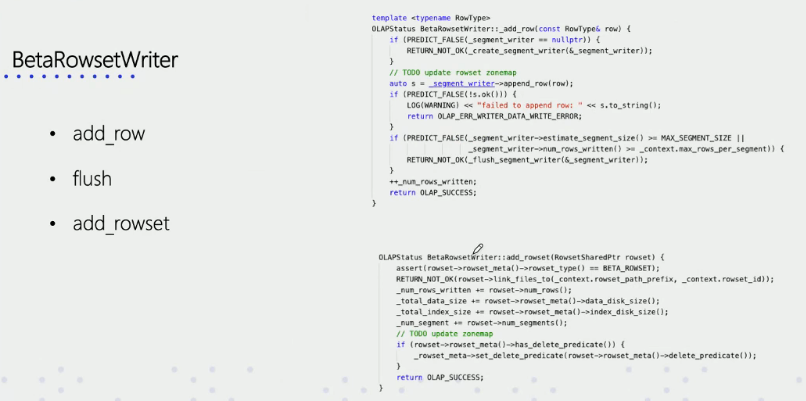 BetaRowsetWriter
• add_row
• flush
• add_rowset
template <typename RowType>
OLAPStatus BetaRowsetWriter::_add_row(const RowType& row) {
if (PREDICT_FALSE(_segment_writer == nullptr)) {
RETURN_NOT_OK(_create_segment_writer(&_segment_writer));
}
// TODO update rowset zonemap
auto s = _segment_writer->append_row(row);
if (PREDICT_FALSE(!s.ok())) {
LOG(WARNING) << "failed to append row: " << s.to_string();
return OLAP_ERR_WRITER_DATA_WRITE_ERROR;
}
if (PREDICT_FALSE(_segment_writer->estimate_segment_size() >= MAX_SEGMENT_SIZE ||
_segment_writer->num_rows_written() >= _context.max_rows_per_segment)) {
RETURN_NOT_OK(_flush_segment_writer(&_segment_writer));
}
++_num_rows_written;
return OLAP_SUCCESS;
}
OLAPStatus BetaRowsetWriter::add_rowset(RowsetSharedPtr rowset) {
assert(rowset->rowset_meta()->rowset_type() == BETA_ROWSET);
RETURN_NOT_OK(rowset->link_files_to(_context.rowset_path_prefix, _context.rowset_id));
_num_rows_written += rowset->num_rows();
_total_data_size += rowset->rowset_meta()->data_disk_size();
_total_index_size += rowset->rowset_meta()->index_disk_size();
_num_segment += rowset->num_segments();
// TODO update zonemap
if (rowset->rowset_meta()->has_delete_predicate()) {
_rowset_meta->set_delete_predicate(rowset->rowset_meta()->delete_predicate());
}
return OLAP_SUCCESS;
}